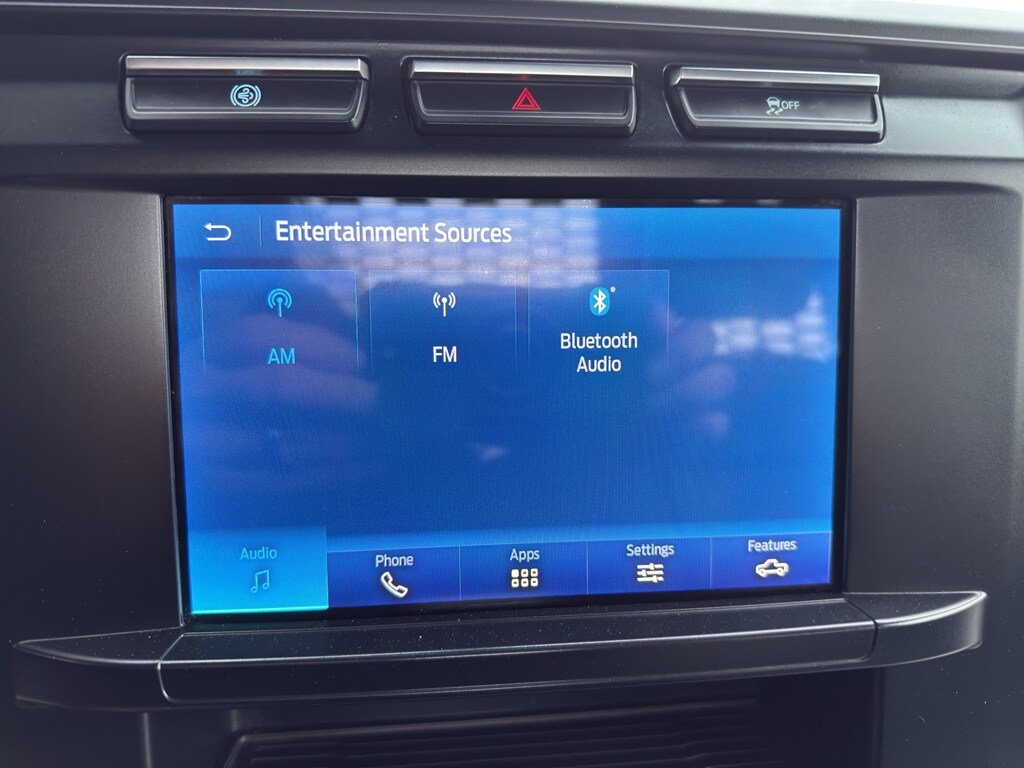 OFF
Entertainment Sources
AM
FM
Bluetooth
Audio
Audio
Phone
Apps
Settings
Features